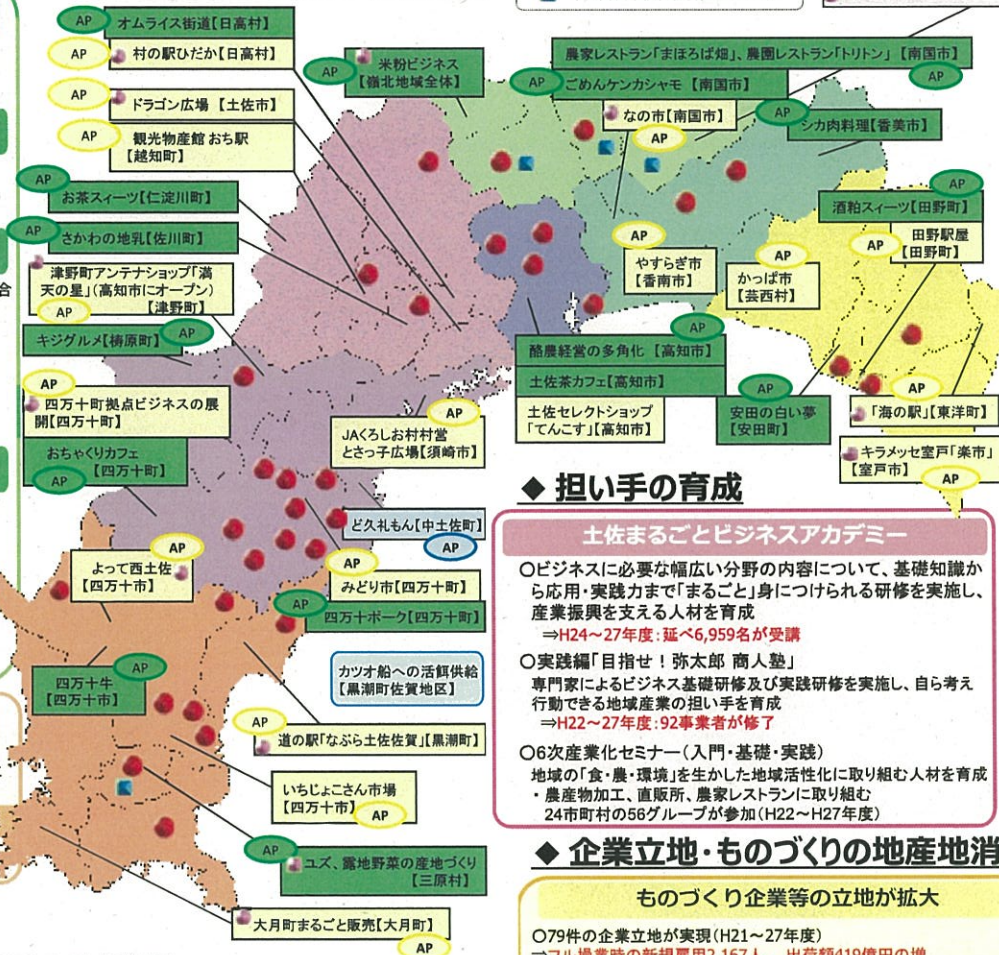 AP オムライス街道【日高村】
AP 村の駅ひだか【日高村】
AP ドラゴン広場 【土佐市】
AP 観光物産館 おち駅
【越知町】
AP
お茶スィーツ【仁淀川町】
AP さかわの地乳【佐川町】
津野町アンテナショップ「満
天の星」(高知市にオープン)
【津野町】
AP
キジグルメ【梼原町】 AP
AP
四万十町拠点ビジネスの展
開【四万十町】
おちゃくりカフェ
【四万十町】
AP
AP 米粉ビジネス
【嶺北地域全体】
農家レストラン「まほろば畑」、農園レストラン「トリトン」 【南国市】
AP
AP ごめんケンカシャモ 【南国市】
なの市【南国市】
AP
AP
シカ肉料理【香美市】
AP
酒粕スィーツ【田野町】
AP 田野駅屋
【田野町】
AP
やすらぎ市
【香南市】
AP
かっぱ市
【芸西村】
AP
酪農経営の多角化 【高知市】
土佐茶カフェ【高知市】
土佐セレクトショップ
「てんこす」【高知市】
AP
安田の白い夢
【安田町】
AP
「海の駅」【東洋町】
キラメッセ室戸「楽市」
【室戸市】
AP
AP
JAくろしお村村営
とさっ子広場【須崎市】
ど久礼もん【中土佐町】
AP
AP
よって西土佐
【四万十市】
AP
みどり市【四万十町】
AP
四万十ポーク【四万十町】
カツオ船への活餌供給
【黒潮町佐賀地区】
AP
四万十牛
【四万十市】
AP
道の駅「なぶら土佐佐賀」【黒潮町】
いちじょこさん市場
【四万十市】 AP
AP
ユズ、露地野菜の産地づくり
【三原村】
大月町まるごと販売【大月町】
AP
合
◆ 担い手の育成
土佐まるごとビジネスアカデミー
○ビジネスに必要な幅広い分野の内容について、基礎知識か
ら応用・実践力まで「まるごと」身につけられる研修を実施し、
産業振興を支える人材を育成
⇒H24～27年度:延べ6,959名が受講
○実践編「目指せ!弥太郎 商人塾」
専門家によるビジネス基礎研修及び実践研修を実施し、自ら考え
行動できる地域産業の担い手を育成
⇒H22～27年度:92事業者が修了
○6次産業化セミナー(入門・基礎・実践)
地域の「食・農・環境」を生かした地域活性化に取り組む人材を育成
・農産物加工、直販所、農家レストランに取り組む
24市町村の56グループが参加(H22～H27年度)
◆ 企業立地・ものづくりの地産地消
ものづくり企業等の立地が拡大
○79件の企業立地が実現(H21～27年度)
⇒フル操業時の新規雇用2,167人、出荷額419億円の増